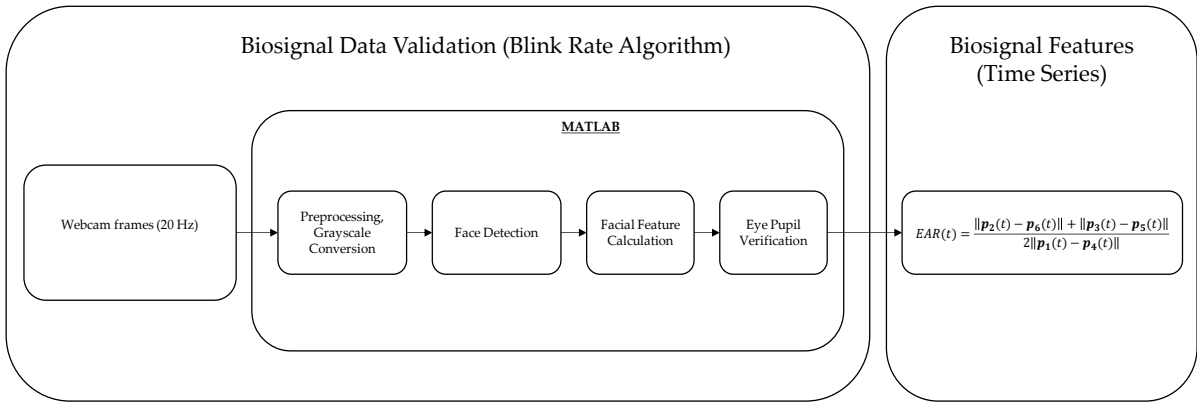 Biosignal Data Validation (Blink Rate Algorithm)
Biosignal Features
(Time Series)
MATLAB
Webcam frames (20 Hz)
Preprocessing,
Grayscale
Conversion
Face Detection
Facial Feature
Calculation
Eye Pupil
Verification
EAR(t) = \frac{‖p₂(t) − p₆(t)‖ + ‖p₃(t) − p₅(t)‖}{2‖p₁(t) − p₄(t)‖}